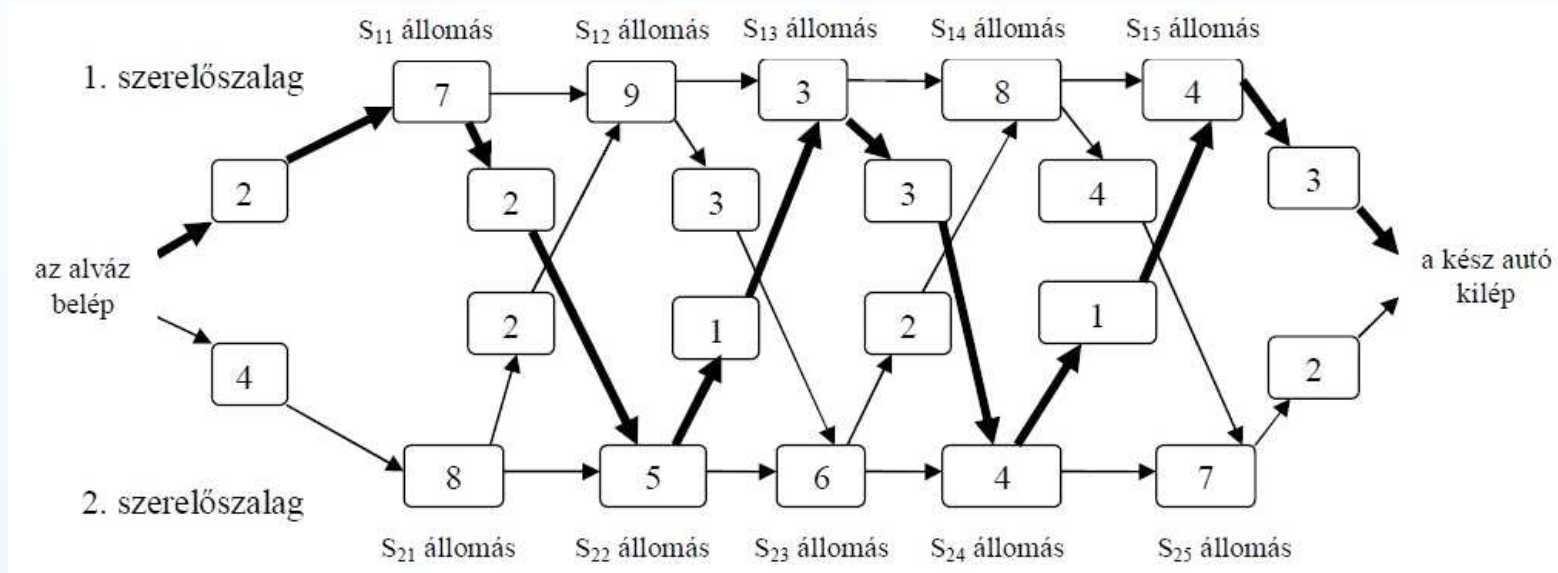 S11 állomás S12 állomás S13 állomás S14 állomás S15 állomás
1. szerelőszalag
7 9 3 8 4
2 2 3 3 4 3
az alváz
belép
a kész autó
kilép
2 1 2 1
4 2
8 5 6 4 7
2. szerelőszalag
S21 állomás S22 állomás S23 állomás S24 állomás S25 állomás